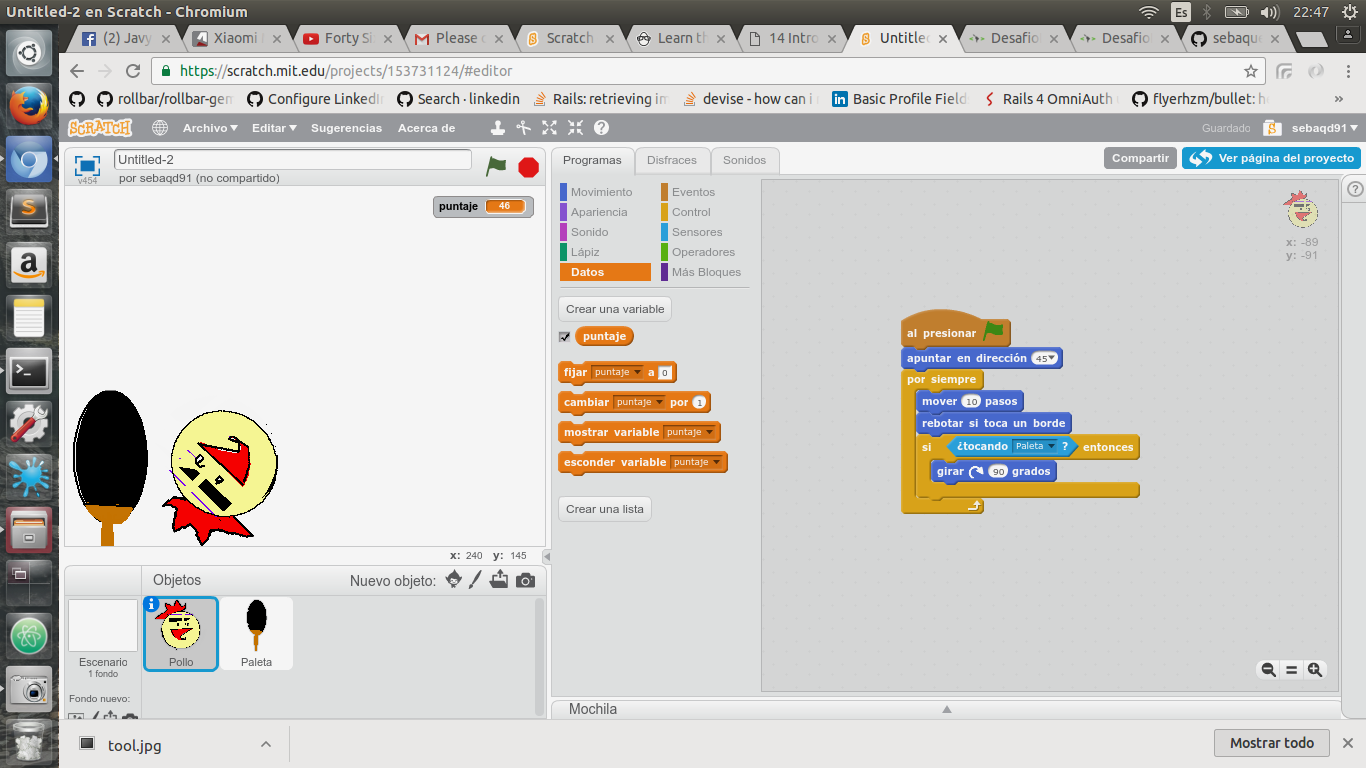 Untitled-2 en Scratch - Chromium
Es
22:47
(2) Javy
Xiaomi
Forty Si
Please c
Scratch
Learn th
14 Intro
Untitled
Desafio
Desafio
sebaque
https://scratch.mit.edu/projects/153731124/#editor
rollbar/rollbar-gem
Configure LinkedIn
Search · linkedin
Rails: retrieving im
devise - how can i
Basic Profile Fields
Rails 4 OmniAuth
flyerhzm/bullet: he
»
SCRATCH
Archivo
Editar
Sugerencias
Acerca de
Guardado
sebaqd91
v454
Untitled-2
por sebaqd91 (no compartido)
puntaje 46
x: 240 y: 145
Programas
Disfraces
Sonidos
Compartir
Ver página del proyecto
Movimiento
Eventos
Apariencia
Control
Sonido
Sensores
Lápiz
Operadores
Datos
Más Bloques
Crear una variable
puntaje
fijar puntaje a 0
cambiar puntaje por 1
mostrar variable puntaje
esconder variable puntaje
Crear una lista
x: -89
y: -91
al presionar
apuntar en dirección 45
por siempre
mover 10 pasos
rebotar si toca un borde
si ¿tocando Paleta ? entonces
girar 90 grados
Objetos
Nuevo objeto:
Escenario
1 fondo
Fondo nuevo:
Pollo
Paleta
Mochila
tool.jpg
Mostrar todo